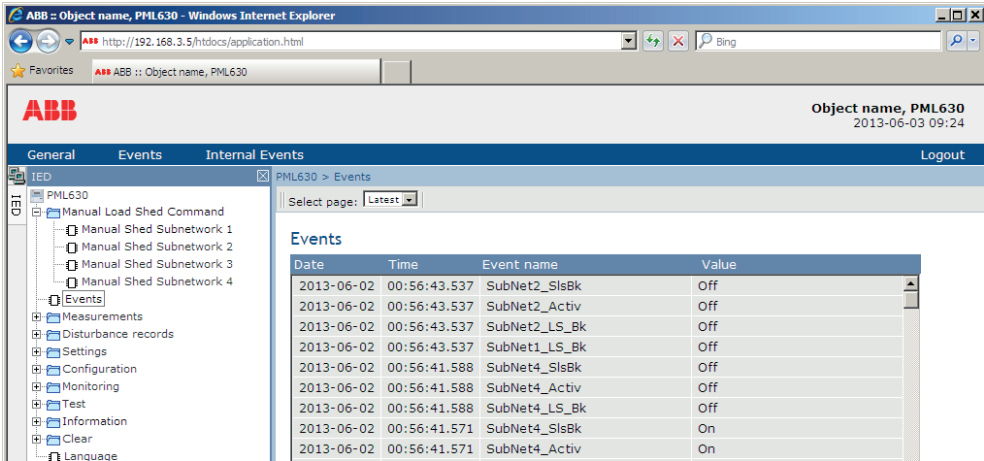 ABB :: Object name, PML630 - Windows Internet Explorer
ABB http://192.168.3.5/htdocs/application.html
Bing
Favorites
ABB ABB :: Object name, PML630
ABB
Object name, PML630
2013-06-03 09:24
General Events Internal Events Logout
IED
IED
PML630 > Events
PML630
Manual Load Shed Command
Manual Shed Subnetwork 1
Manual Shed Subnetwork 2
Manual Shed Subnetwork 3
Manual Shed Subnetwork 4
Events
Measurements
Disturbance records
Settings
Configuration
Monitoring
Test
Information
Clear
Language
Select page: Latest
Events
Date Time Event name Value
2013-06-02 00:56:43.537 SubNet2_SlsBk Off
2013-06-02 00:56:43.537 SubNet2_Activ Off
2013-06-02 00:56:43.537 SubNet2_LS_Bk Off
2013-06-02 00:56:43.537 SubNet1_LS_Bk Off
2013-06-02 00:56:41.588 SubNet4_SlsBk Off
2013-06-02 00:56:41.588 SubNet4_Activ Off
2013-06-02 00:56:41.588 SubNet4_LS_Bk Off
2013-06-02 00:56:41.571 SubNet4_SlsBk On
2013-06-02 00:56:41.571 SubNet4_Activ On